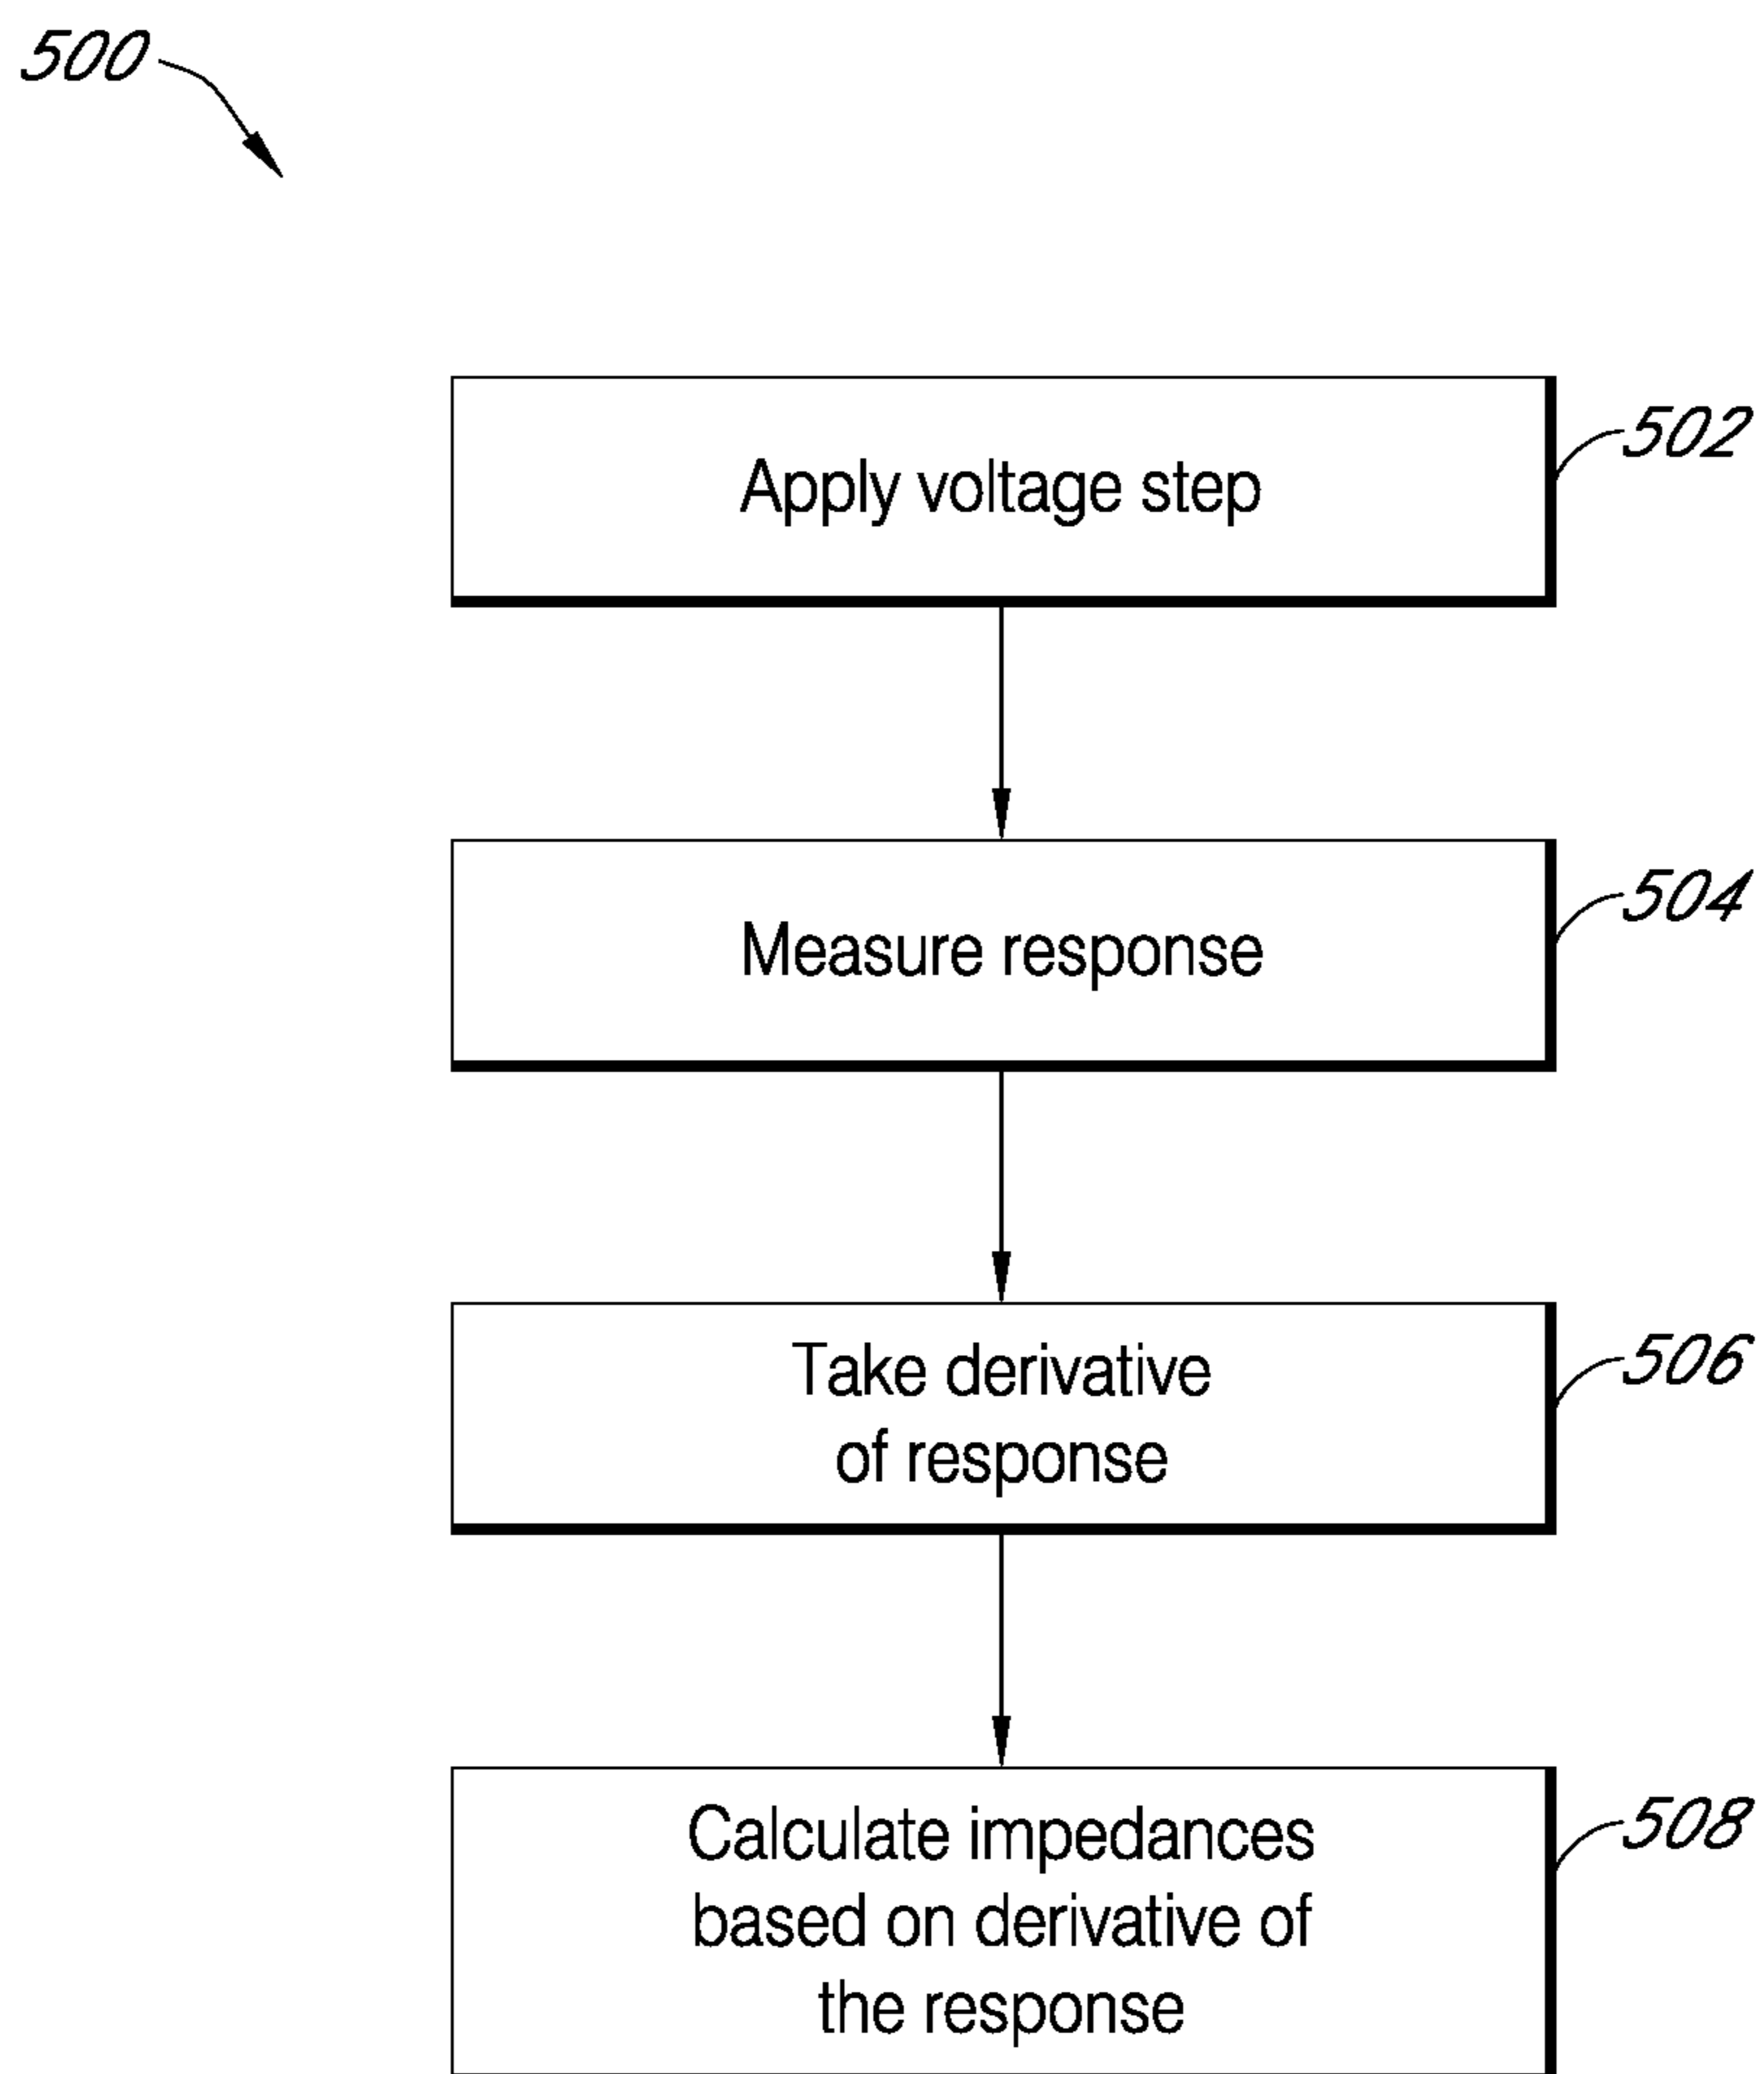 500
Apply voltage step
502
Measure response
504
Take derivative
of response
506
Calculate impedances
based on derivative of
the response
508